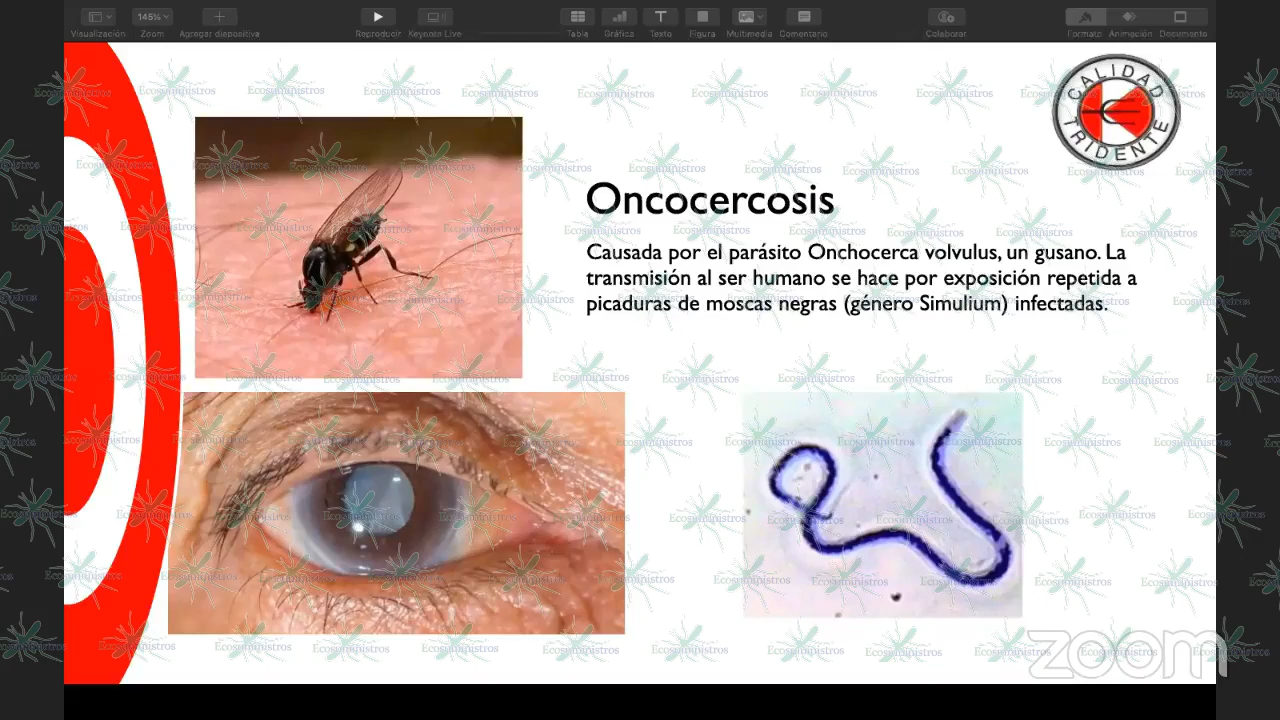 Visualización
145%
Zoom
Agregar diapositiva
Reproducir
Keynote Live
Tabla
Gráfica
Texto
Figura
Multimedia
Comentario
Colaborar
Formato
Animación
Documento
CALIDAD
TRIDENTE
Oncocercosis
Causada por el parásito Onchocerca volvulus, un gusano. La
transmisión al ser humano se hace por exposición repetida a
picaduras de moscas negras (género Simulium) infectadas.
Ecosuministros
zoom